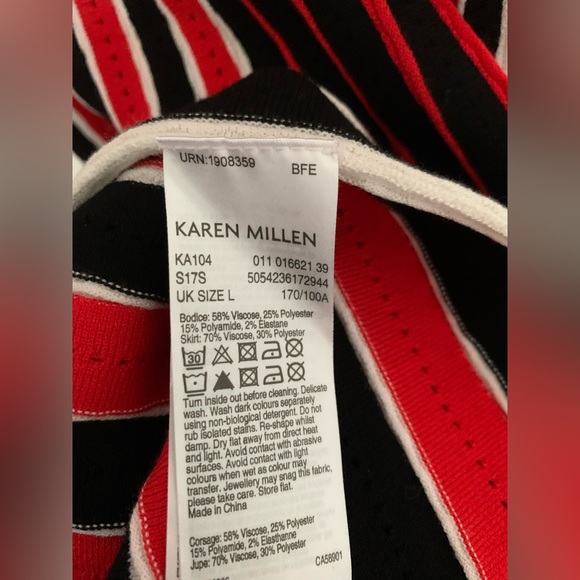 URN:1908359 BFE
KAREN MILLEN
KA104 011 016621 39
S17S 5054236172944
UK SIZE L 170/100A
Bodice: 58% Viscose, 25% Polyester
15% Polyamide, 2% Elastane
Skirt: 70% Viscose, 30% Polyester
30
Turn inside out before cleaning. Delicate
wash. Wash dark colours separately
using non-biological detergent. Do not
rub isolated stains. Re-shape whilst
damp. Dry flat away from direct heat
and light. Avoid contact with abrasive
surfaces. Avoid contact with light
colours when wet as colour may
transfer. Jewellery may snag this fabric,
please take care. Store flat.
Made in China
Corsage: 58% Viscose, 25% Polyester
15% Polyamide, 2% Elasthanne
Jupe: 70% Viscose, 30% Polyester
CA58901